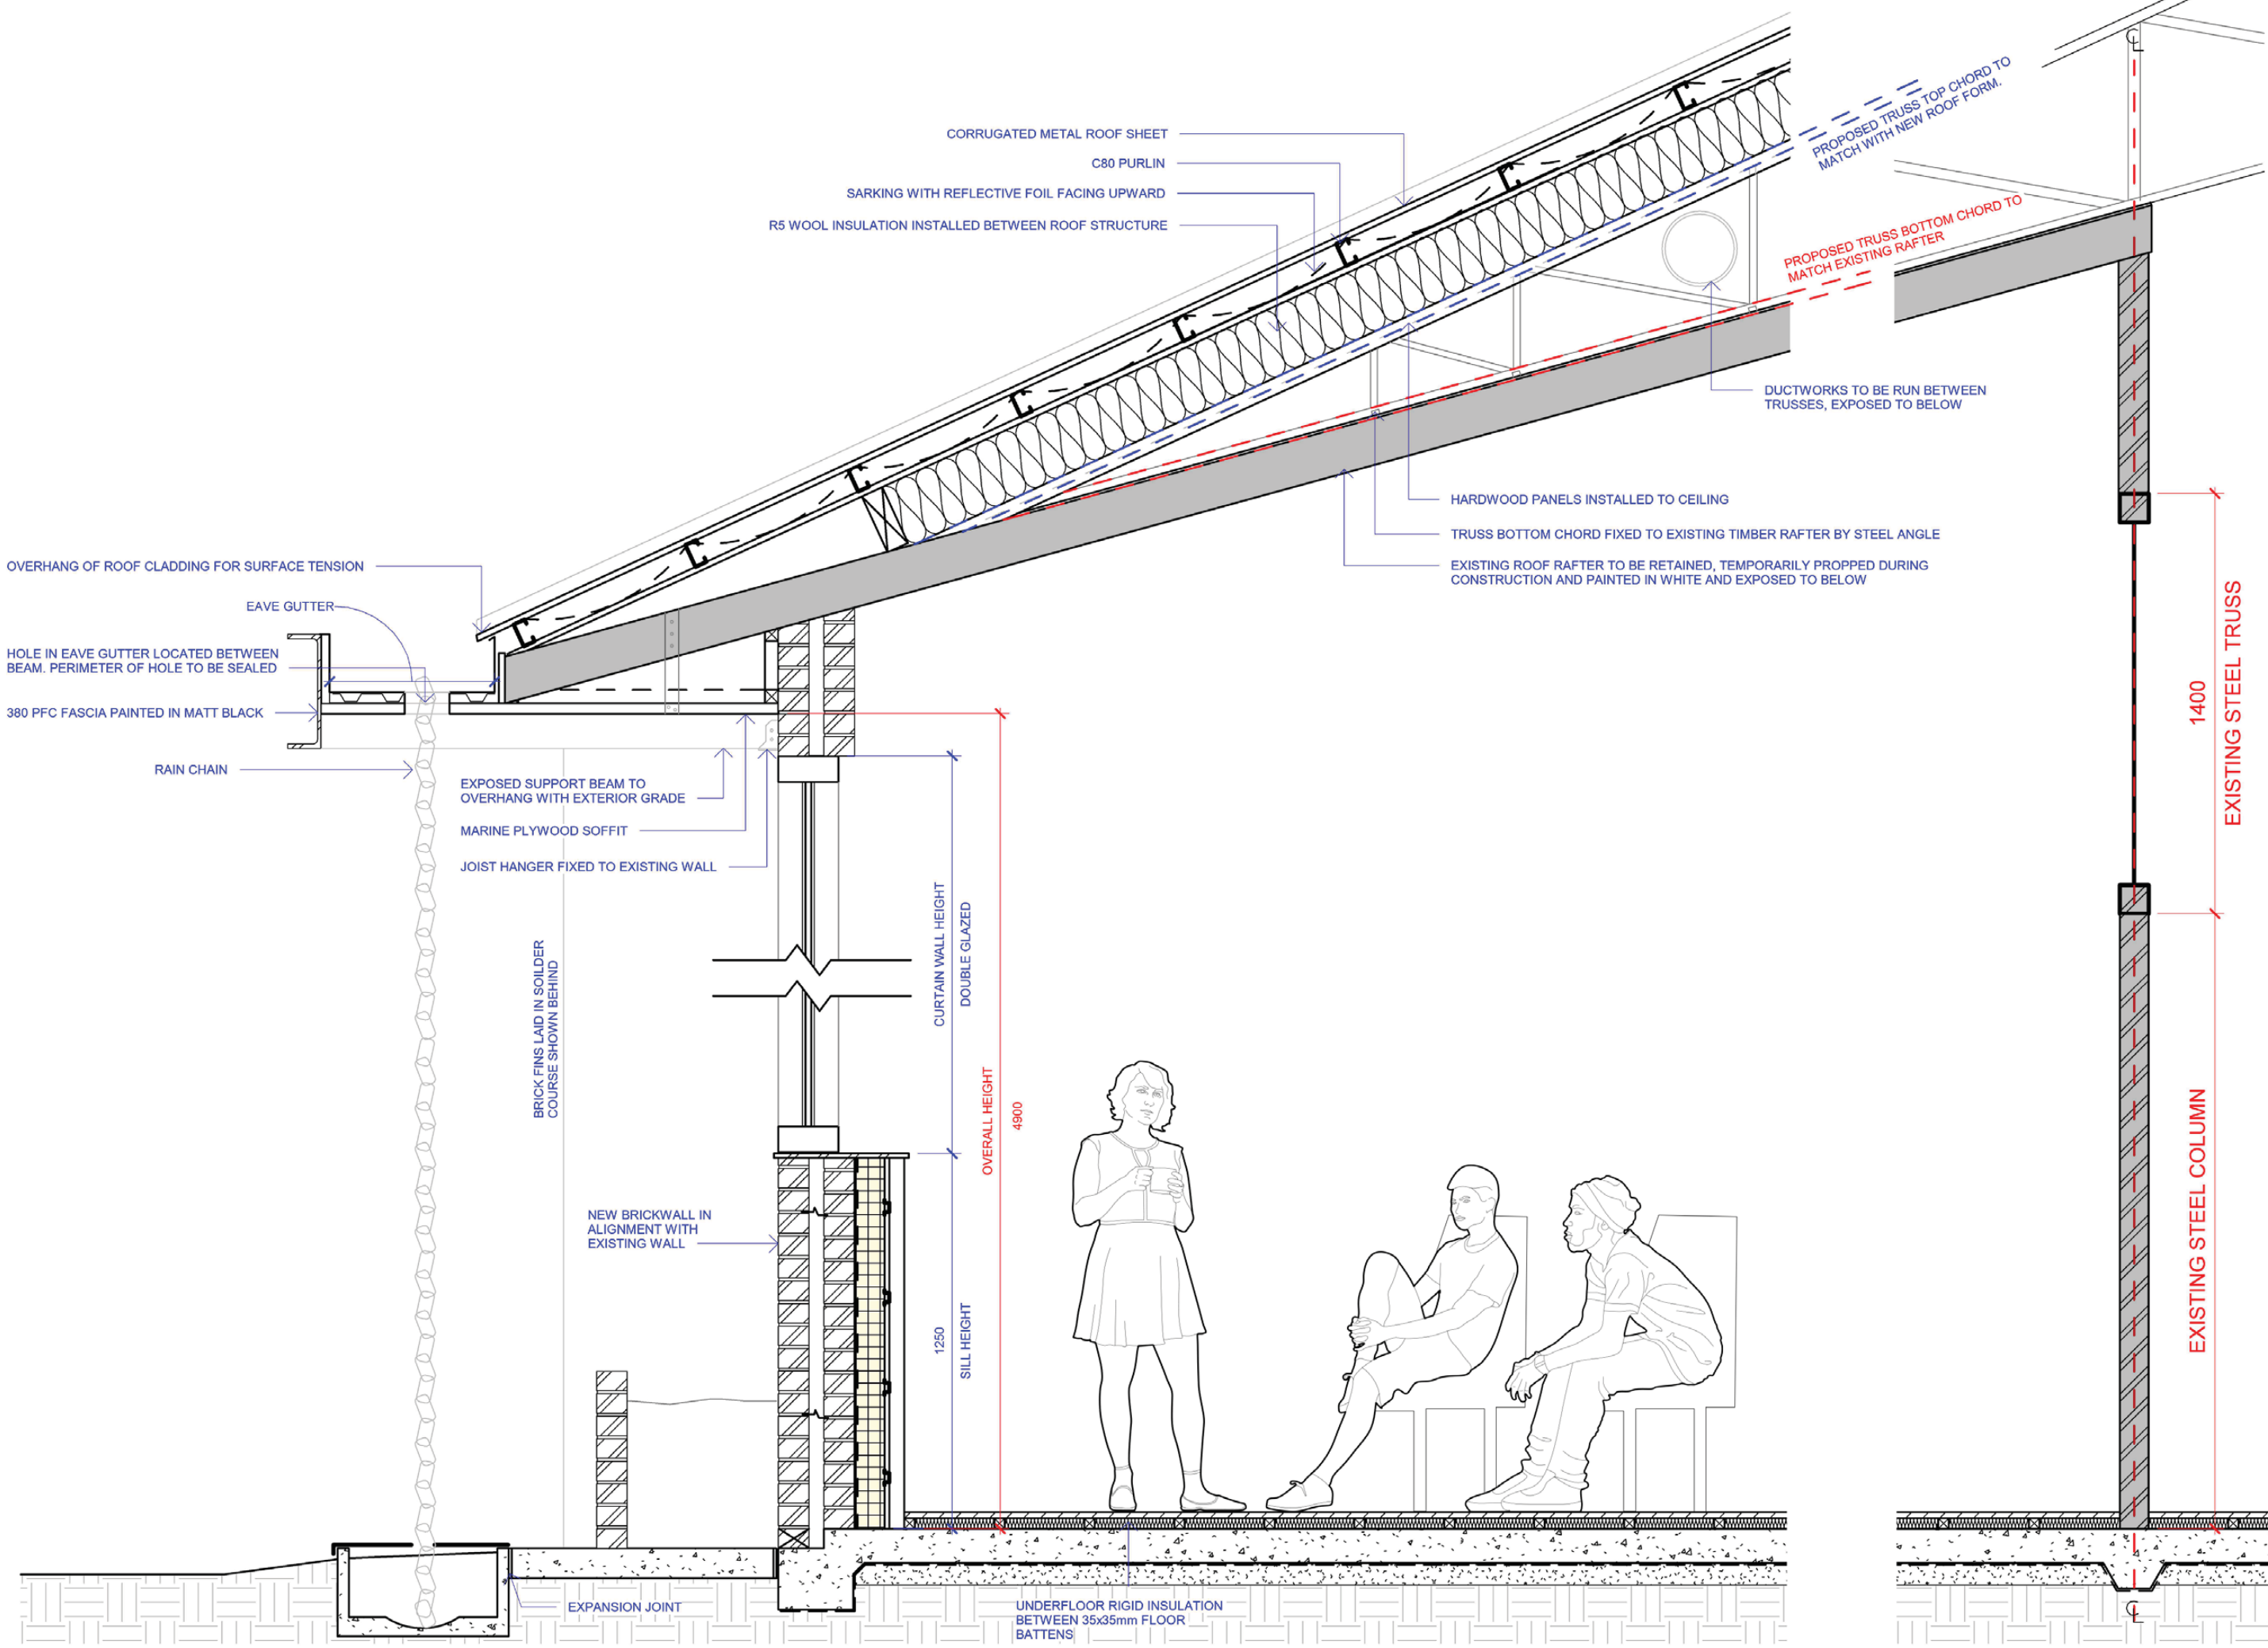 CORRUGATED METAL ROOF SHEET
C80 PURLIN
SARKING WITH REFLECTIVE FOIL FACING UPWARD
R5 WOOL INSULATION INSTALLED BETWEEN ROOF STRUCTURE
PROPOSED TRUSS TOP CHORD TO
MATCH WITH NEW ROOF FORM.
PROPOSED TRUSS BOTTOM CHORD TO
MATCH EXISTING RAFTER
DUCTWORKS TO BE RUN BETWEEN
TRUSSES, EXPOSED TO BELOW
HARDWOOD PANELS INSTALLED TO CEILING
TRUSS BOTTOM CHORD FIXED TO EXISTING TIMBER RAFTER BY STEEL ANGLE
EXISTING ROOF RAFTER TO BE RETAINED, TEMPORARILY PROPPED DURING
CONSTRUCTION AND PAINTED IN WHITE AND EXPOSED TO BELOW
OVERHANG OF ROOF CLADDING FOR SURFACE TENSION
EAVE GUTTER
HOLE IN EAVE GUTTER LOCATED BETWEEN
BEAM. PERIMETER OF HOLE TO BE SEALED
380 PFC FASCIA PAINTED IN MATT BLACK
RAIN CHAIN
EXPOSED SUPPORT BEAM TO
OVERHANG WITH EXTERIOR GRADE
MARINE PLYWOOD SOFFIT
JOIST HANGER FIXED TO EXISTING WALL
BRICK FINS LAID IN SOILDER
COURSE SHOWN BEHIND
CURTAIN WALL HEIGHT
DOUBLE GLAZED
OVERALL HEIGHT
4900
1400
EXISTING STEEL TRUSS
EXISTING STEEL COLUMN
NEW BRICKWALL IN
ALIGNMENT WITH
EXISTING WALL
1250
SILL HEIGHT
EXPANSION JOINT
UNDERFLOOR RIGID INSULATION
BETWEEN 35x35mm FLOOR
BATTENS
℄
℄